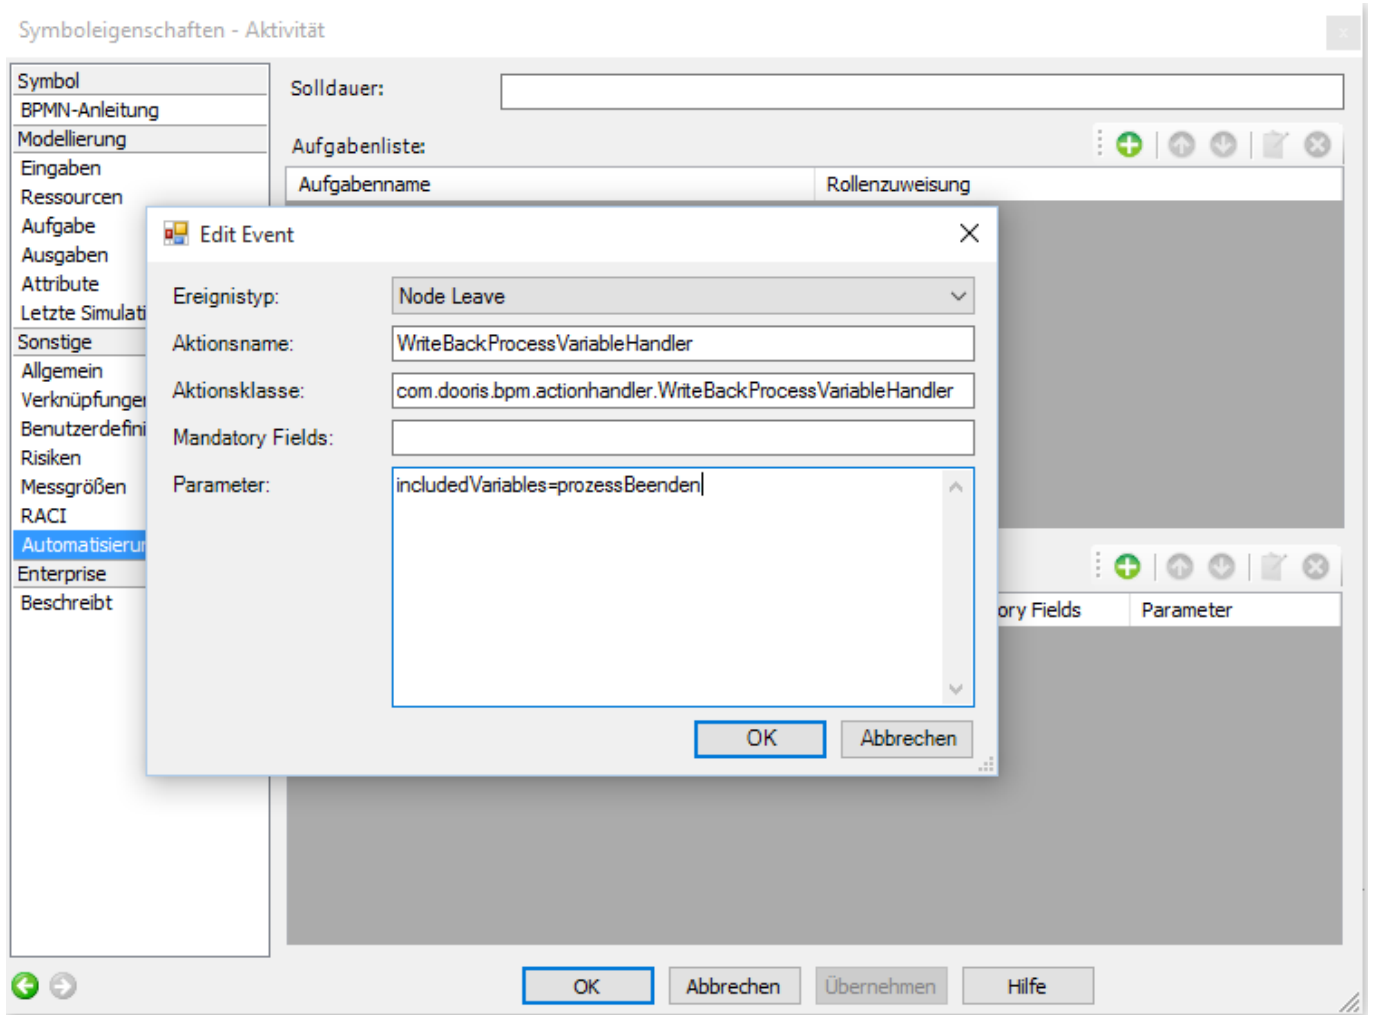 Symboleigenschaften - Aktivität
x
Symbol
BPMN-Anleitung
Modellierung
Eingaben
Ressourcen
Aufgabe
Ausgaben
Attribute
Letzte Simulati
Sonstige
Allgemein
Verknüpfunge
Benutzerdefini
Risiken
Messgrößen
RACI
Automatisieru
Enterprise
Beschreibt
Solldauer:
Aufgabenliste:
Aufgabenname Rollenzuweisung
Edit Event
Ereignistyp: Node Leave
Aktionsname: WriteBackProcessVariableHandler
Aktionsklasse: com.dooris.bpm.actionhandler.WriteBackProcessVariableHandler
Mandatory Fields:
Parameter: includedVariables=prozessBeenden
OK Abbrechen
ory Fields Parameter
OK Abbrechen Übernehmen Hilfe